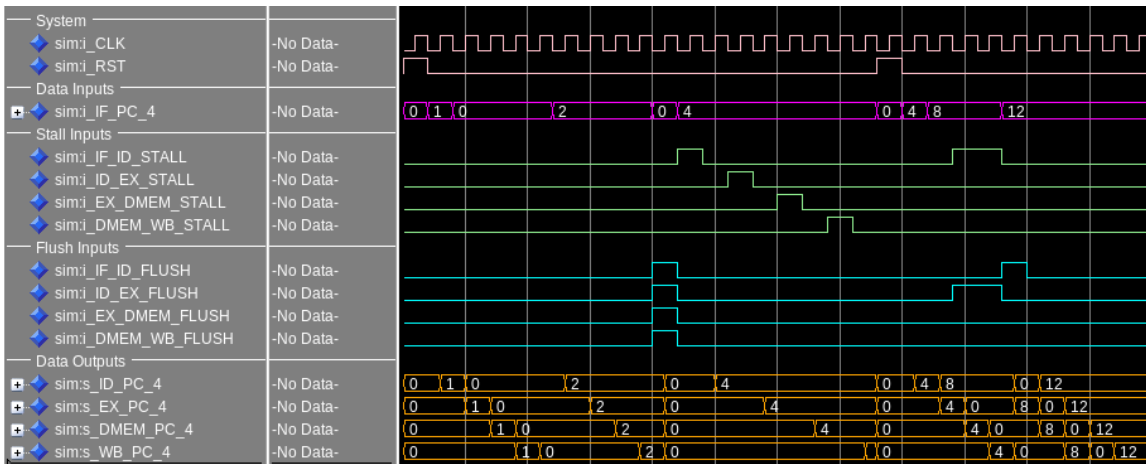 System
sim:i_CLK -No Data-
sim:i_RST -No Data-
Data Inputs
sim:i_IF_PC_4 -No Data- 0 1 0 2 0 4 0 4 8 12
Stall Inputs
sim:i_IF_ID_STALL -No Data-
sim:i_ID_EX_STALL -No Data-
sim:i_EX_DMEM_STALL -No Data-
sim:i_DMEM_WB_STALL -No Data-
Flush Inputs
sim:i_IF_ID_FLUSH -No Data-
sim:i_ID_EX_FLUSH -No Data-
sim:i_EX_DMEM_FLUSH -No Data-
sim:i_DMEM_WB_FLUSH -No Data-
Data Outputs
sim:s_ID_PC_4 -No Data- 0 1 0 2 0 4 0 4 8 0 12
sim:s_EX_PC_4 -No Data- 0 1 0 2 0 4 0 4 0 8 0 12
sim:s_DMEM_PC_4 -No Data- 0 1 0 2 0 4 0 4 0 8 0 12
sim:s_WB_PC_4 -No Data- 0 1 0 2 0 0 4 0 8 0 12